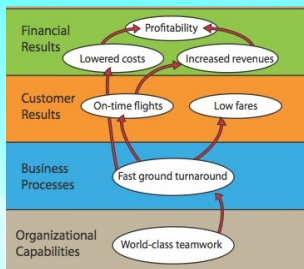 Financial
Results
Profitability
Lowered costs
Increased revenues
Customer
Results
On-time flights
Low fares
Business
Processes
Fast ground turnaround
Organizational
Capabilities
World-class teamwork